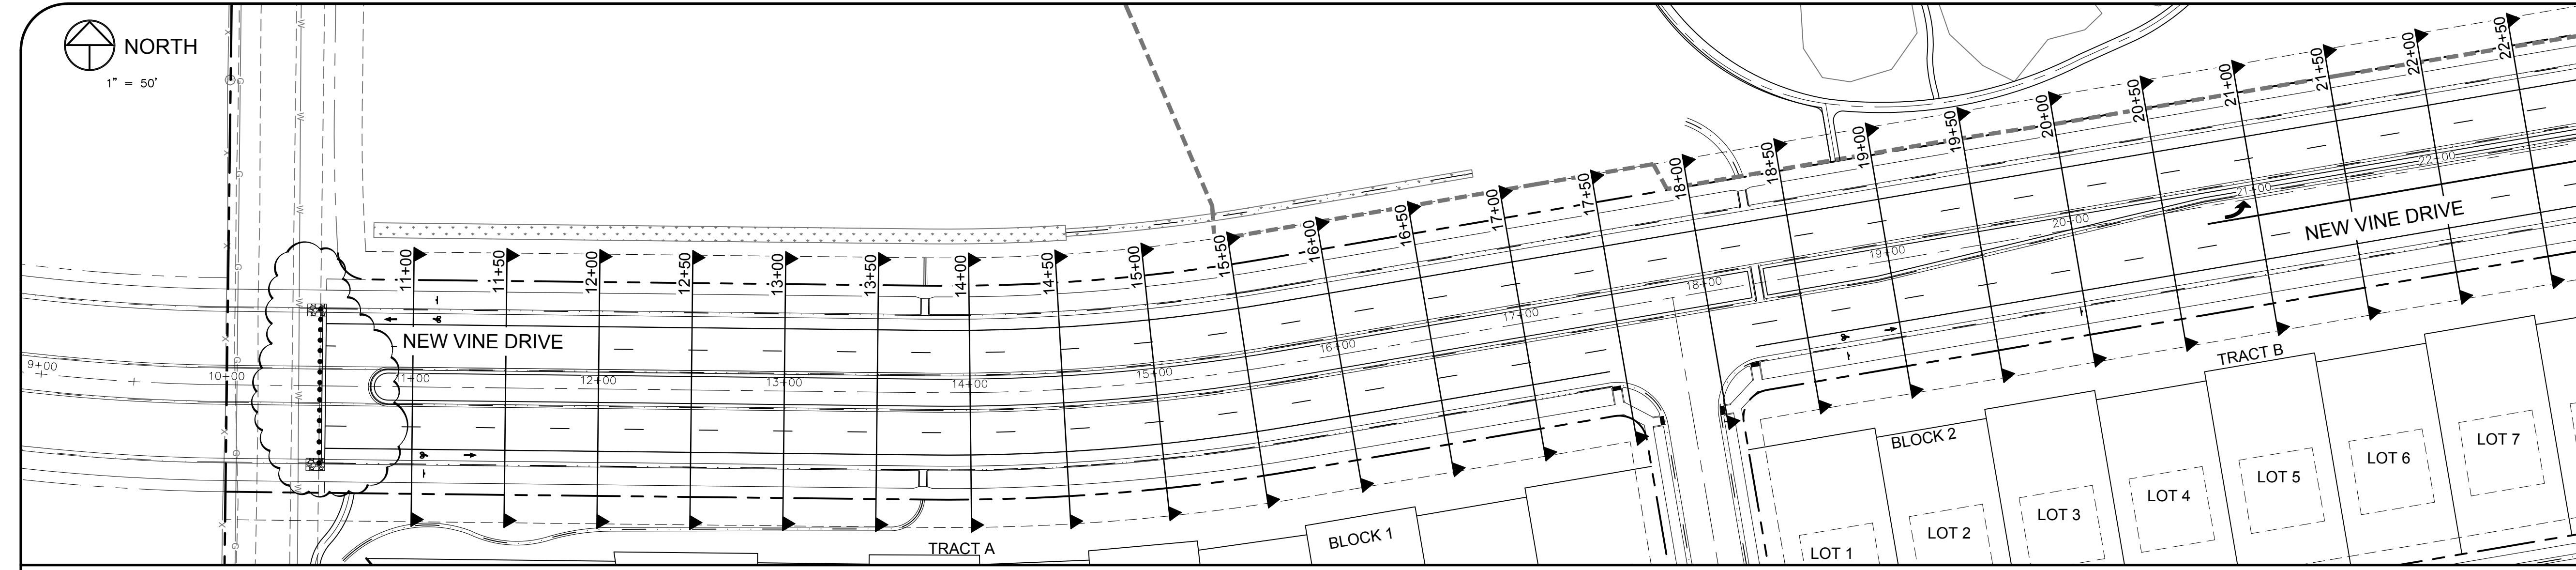 NORTH
1" = 50'
11+00
11+50
12+00
12+50
13+00
13+50
14+00
14+50
15+00
15+50
16+00
16+50
17+00
17+50
18+00
18+50
19+00
19+50
20+00
20+50
21+00
21+50
22+00
22+50
NEW VINE DRIVE
NEW VINE DRIVE
9+00
10+00
11+00
12+00
13+00
14+00
15+00
16+00
17+00
18+00
19+00
20+00
21+00
22+00
X
X
X
X
X
X
X
G
G
G
G
G
G
W
W
W
W
W
W
TRACT A
BLOCK 1
BLOCK 2
TRACT B
LOT 1
LOT 2
LOT 3
LOT 4
LOT 5
LOT 6
LOT 7